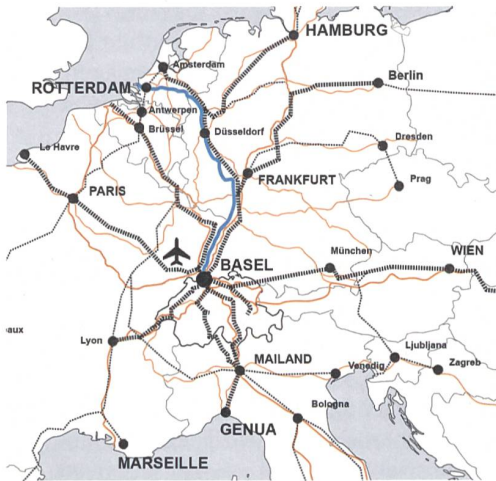 HAMBURG
Amsterdam
Berlin
ROTTERDAM
Antwerpen
Brüssel
Düsseldorf
Dresden
Le Havre
FRANKFURT
Prag
PARIS
München
WIEN
BASEL
eaux
Lyon
Ljubljana
MAILAND
Venedig
Zagreb
Bologna
GENUA
MARSEILLE